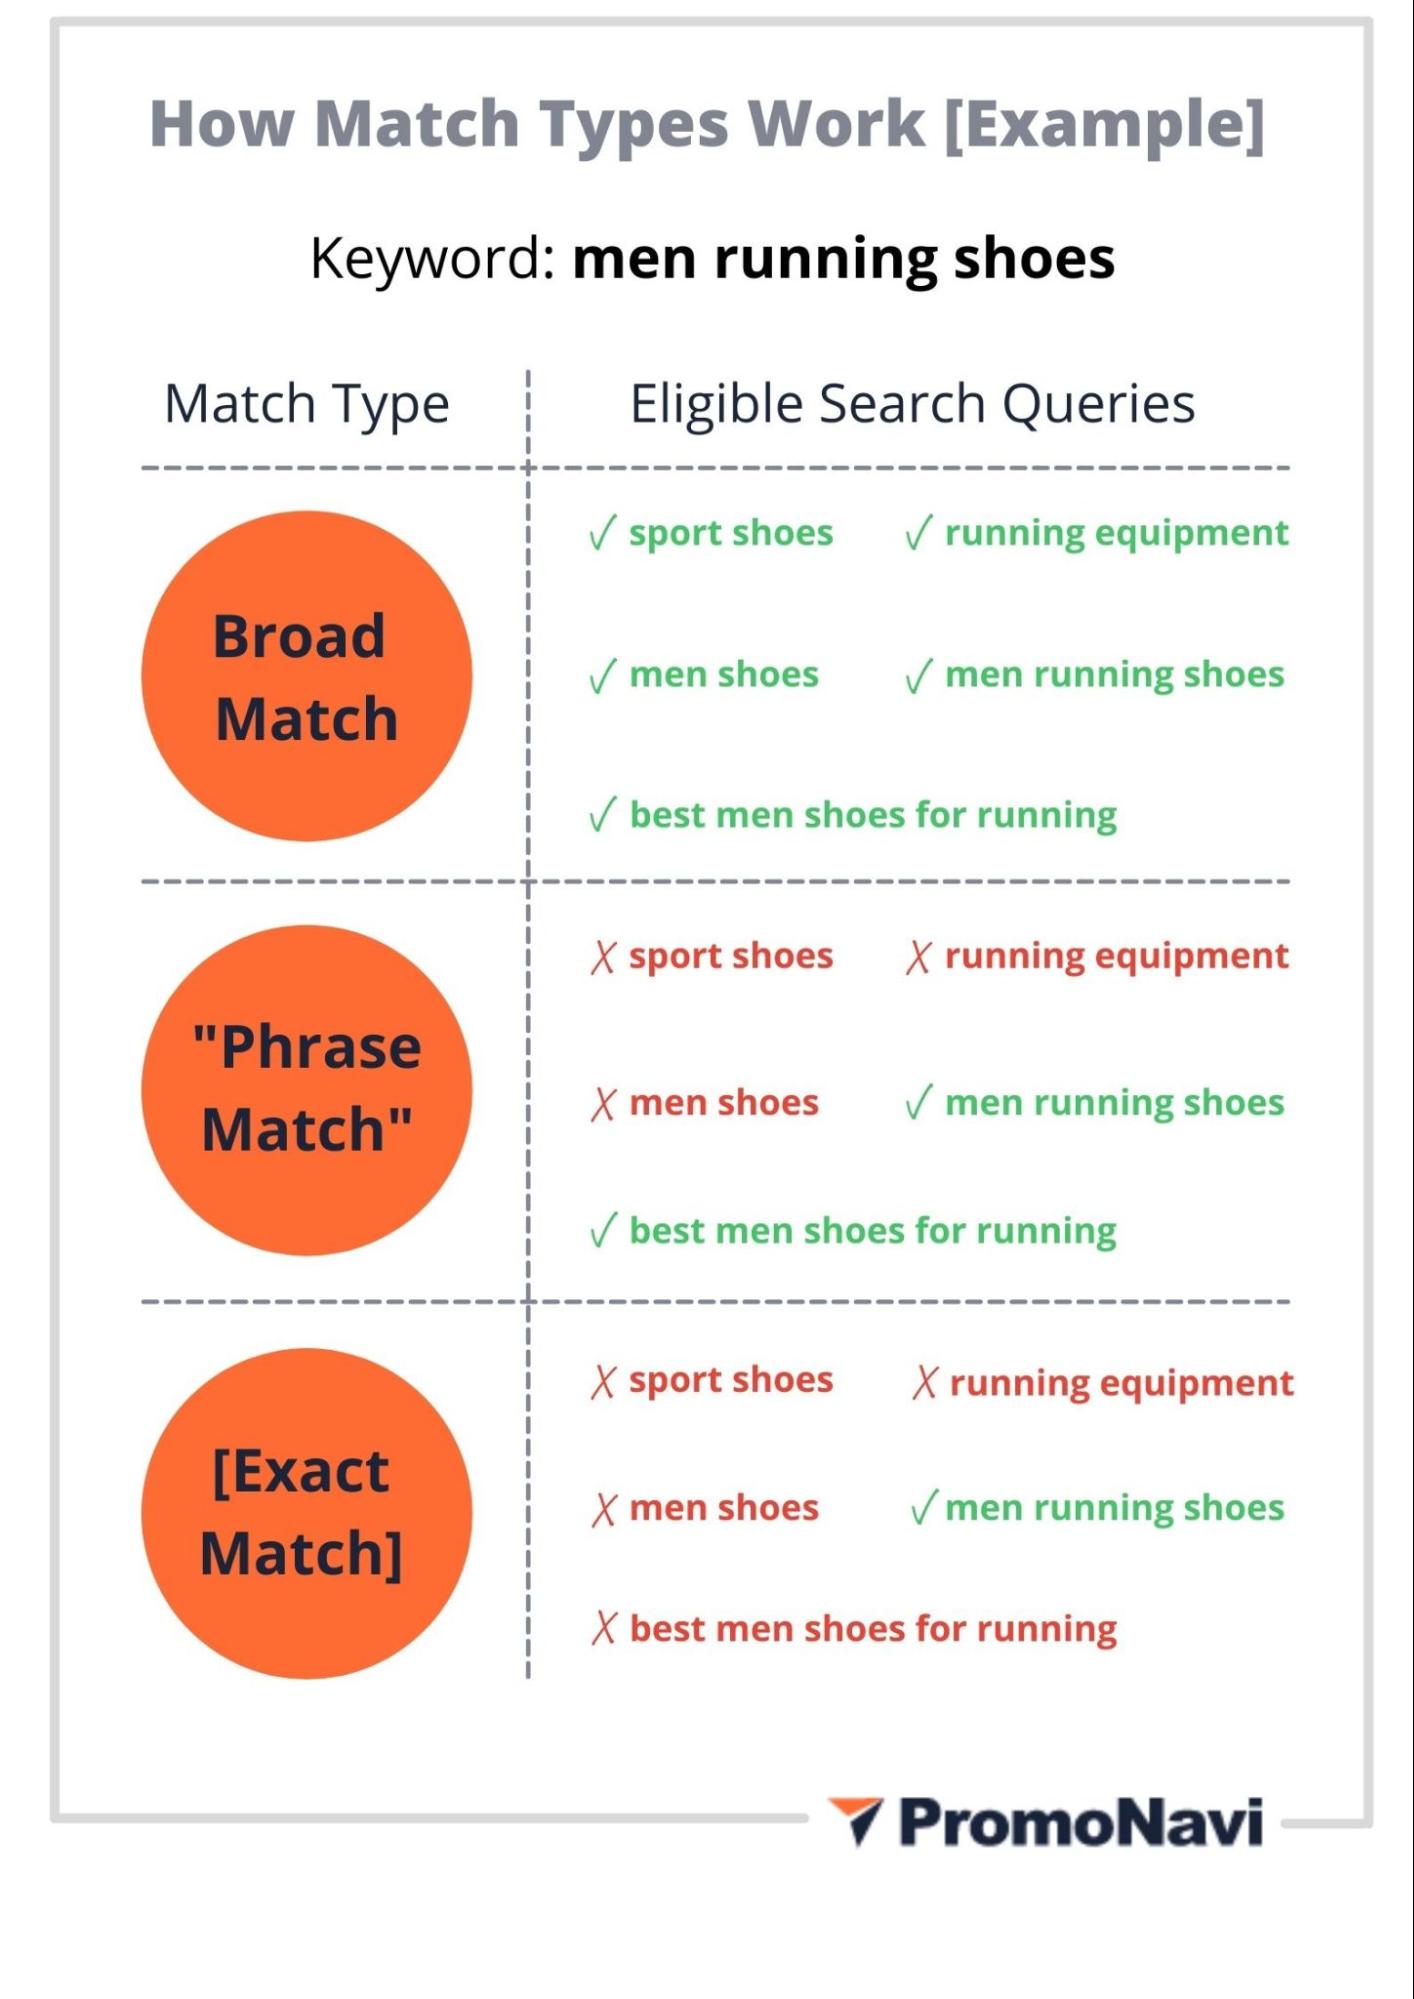 How Match Types Work [Example]
Keyword: men running shoes
Match Type
Eligible Search Queries
Broad
Match
✓ sport shoes ✓ running equipment
✓ men shoes ✓ men running shoes
✓ best men shoes for running
"Phrase
Match"
X sport shoes X running equipment
X men shoes ✓ men running shoes
✓ best men shoes for running
[Exact
Match]
X sport shoes X running equipment
X men shoes ✓ men running shoes
X best men shoes for running
PromoNavi